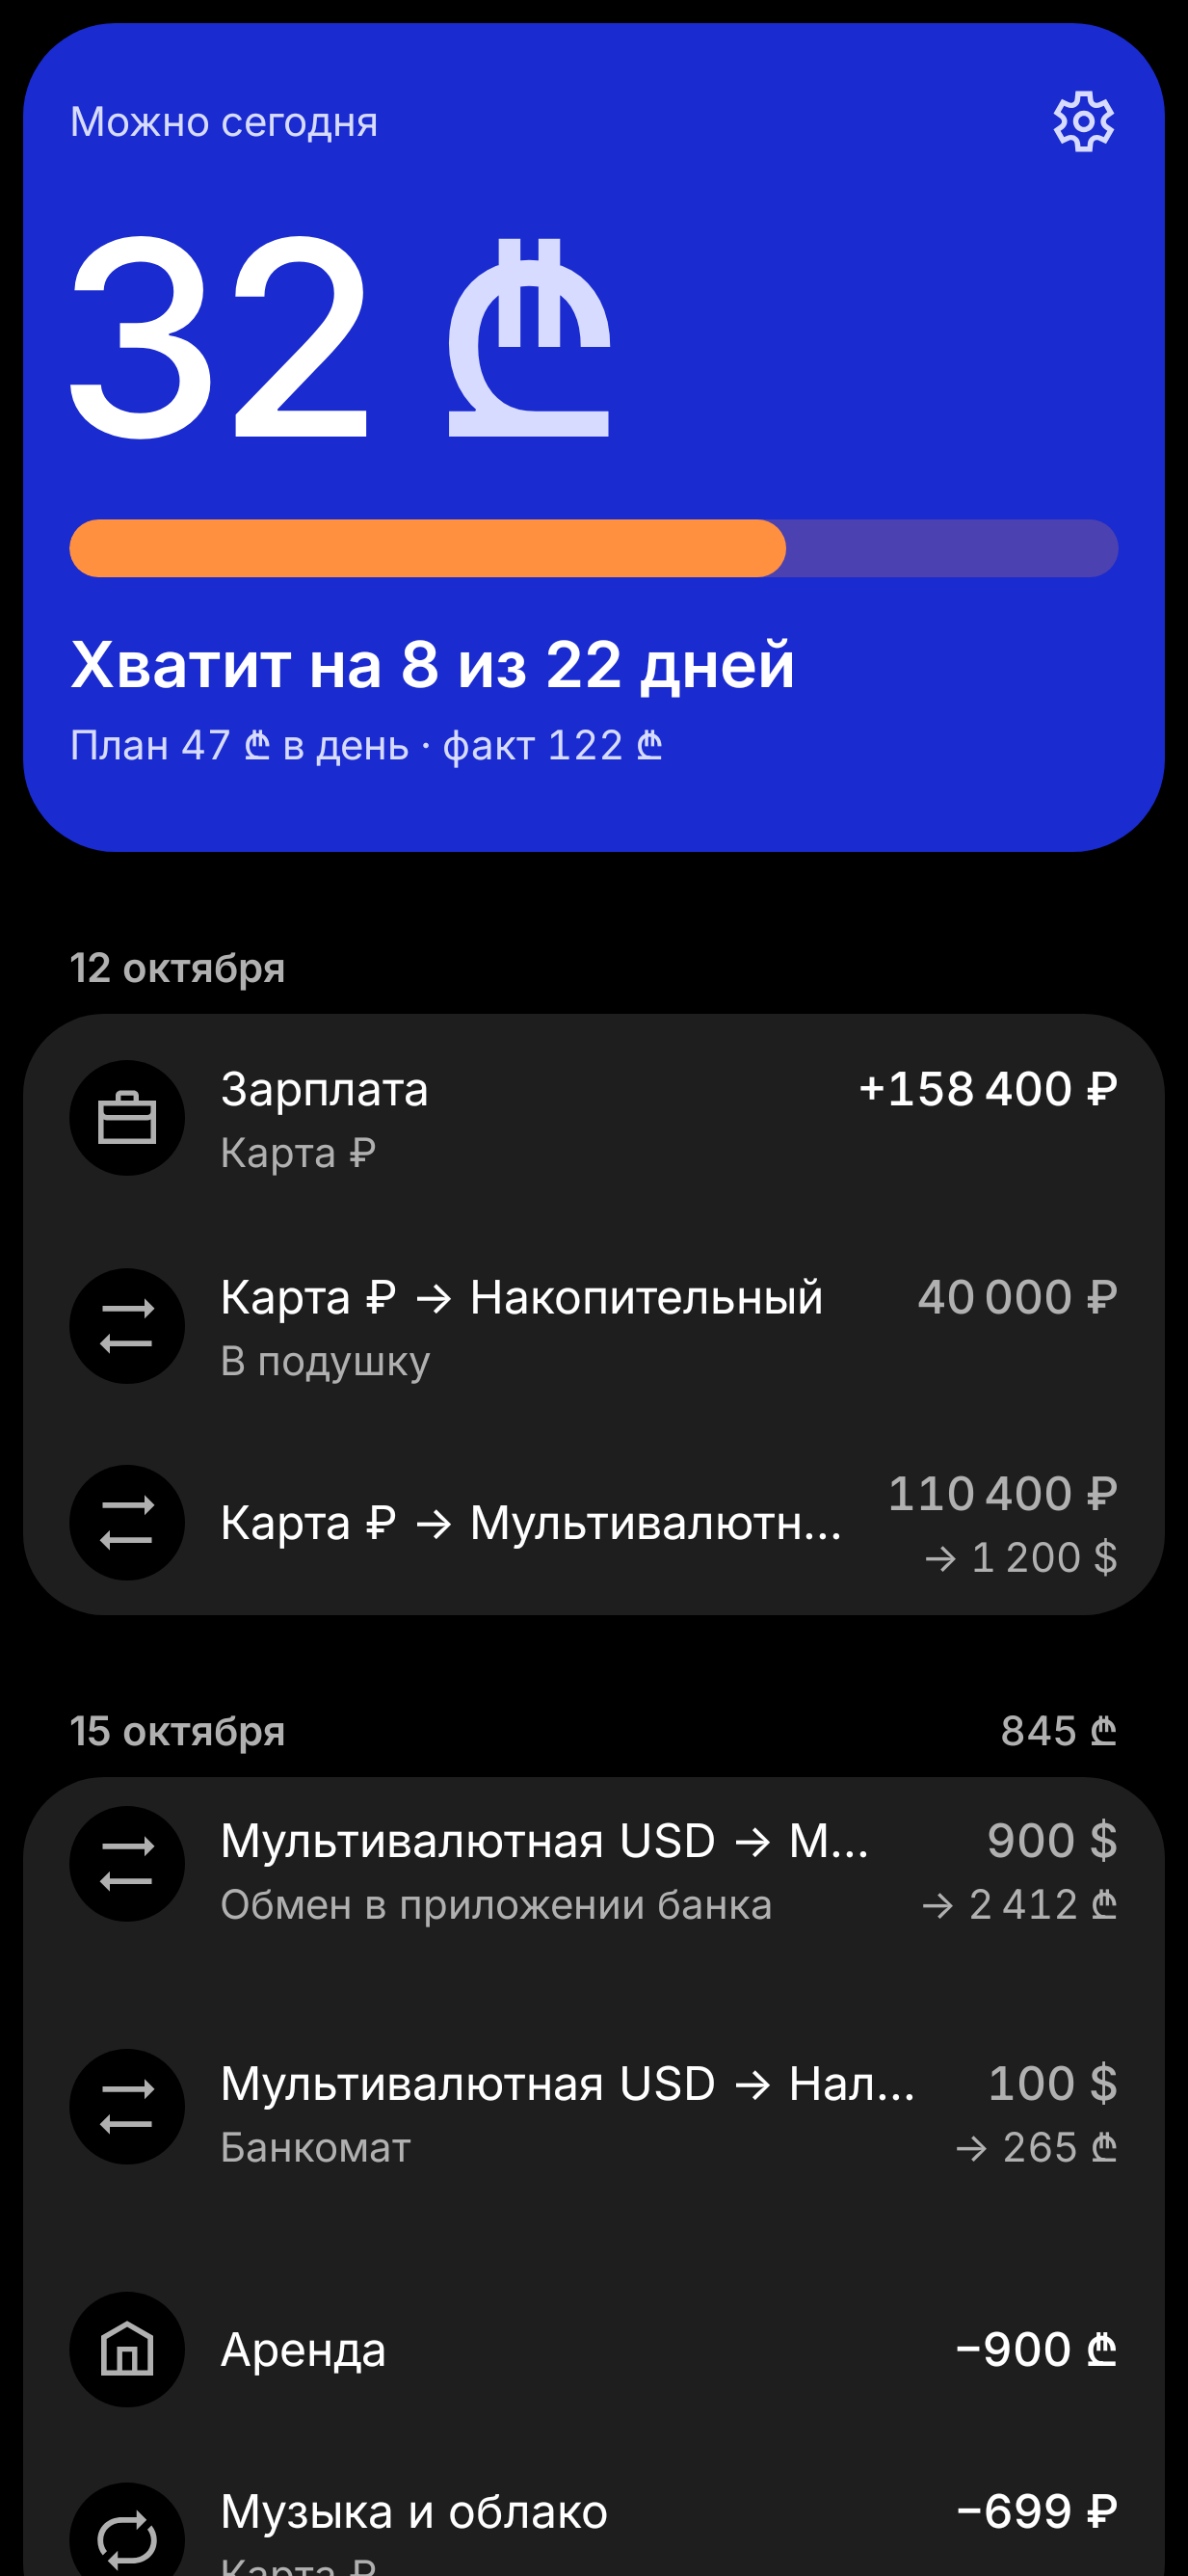 Можно сегодня
32 ₾
Хватит на 8 из 22 дней
План 47 ₾ в день · факт 122 ₾
12 октября
Зарплата +158 400 ₽
Карта ₽
Карта ₽ → Накопительный 40 000 ₽
В подушку
Карта ₽ → Мультивалютн… 110 400 ₽
→ 1 200 $
15 октября 845 ₾
Мультивалютная USD → М… 900 $
Обмен в приложении банка → 2 412 ₾
Мультивалютная USD → Нал… 100 $
Банкомат → 265 ₾
Аренда −900 ₾
Музыка и облако −699 ₽
Карта ₽